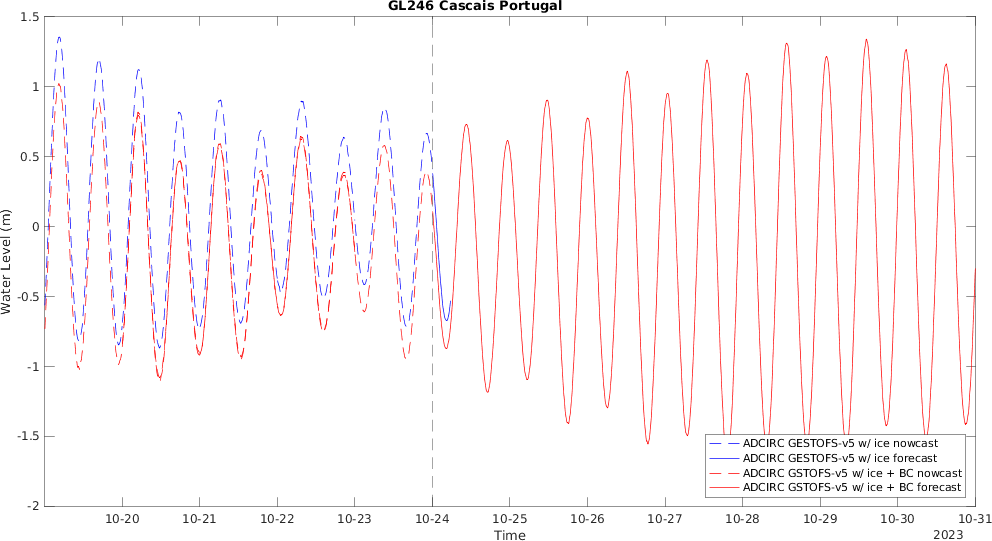 GL246 Cascais Portugal
1.5
1
0.5
0
-0.5
-1
-1.5
-2
Water Level (m)
10-20 10-21 10-22 10-23 10-24 10-25 10-26 10-27 10-28 10-29 10-30 10-31
Time
2023
ADCIRC GESTOFS-v5 w/ ice nowcast
ADCIRC GESTOFS-v5 w/ ice forecast
ADCIRC GSTOFS-v5 w/ ice + BC nowcast
ADCIRC GSTOFS-v5 w/ ice + BC forecast